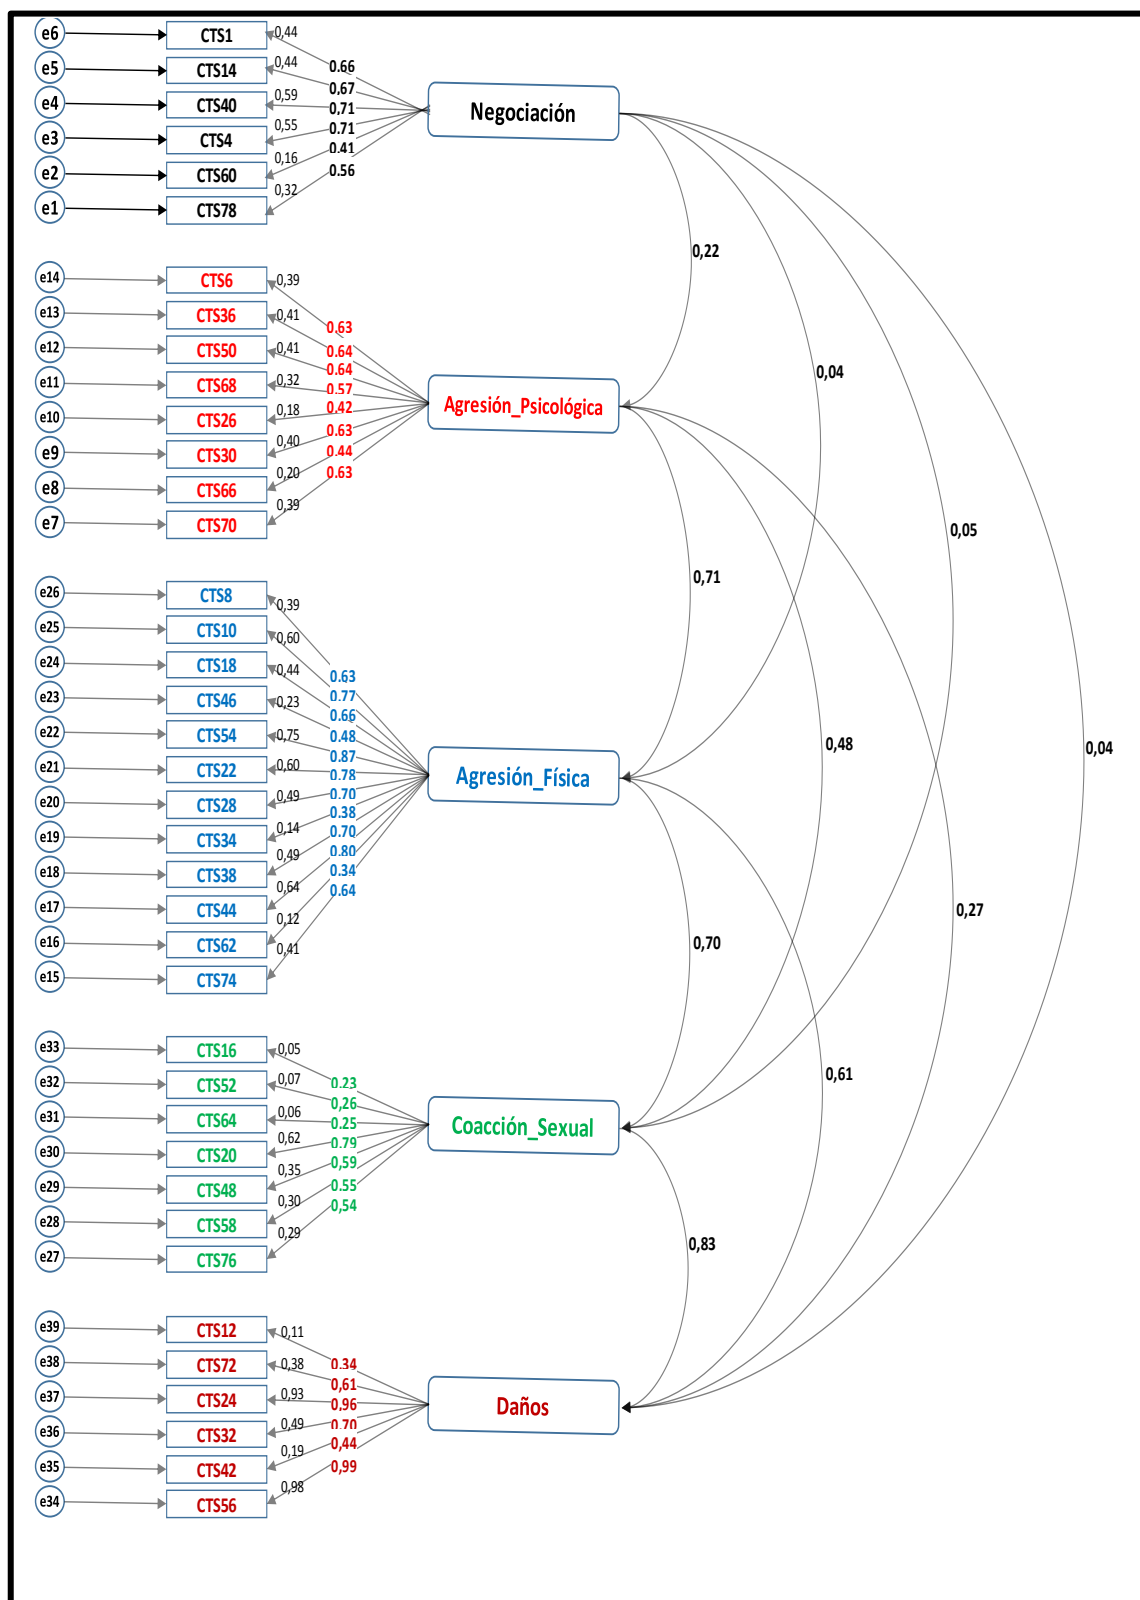 e6 CTS1 0,44
e5 CTS14 0,44 0.66
e4 CTS40 0,59 0,67
e3 CTS4 0,55 0,71
e2 CTS60 0,16 0.71
e1 CTS78 0,32 0.41
0.56
Negociación
0,22
e14 CTS6 0,39
e13 CTS36 0,41 0.63
e12 CTS50 0,41 0.64
e11 CTS68 0,32 0.64
e10 CTS26 0,18 0.57
e9 CTS30 0,40 0.42
e8 CTS66 0,20 0.63
e7 CTS70 0,39 0.44
0.63
Agresión_Psicológica
0,04
0,05
0,71
e26 CTS8 0,39
e25 CTS10 0,60
e24 CTS18 0,44 0.63
e23 CTS46 0,23 0.77
e22 CTS54 0,75 0.66
e21 CTS22 0,60 0.48
e20 CTS28 0,49 0.87
e19 CTS34 0,14 0.78
e18 CTS38 0,49 0.70
e17 CTS44 0,64 0.38
e16 CTS62 0,12 0.70
e15 CTS74 0,41 0.80
0.34
0.64
Agresión_Física
0,48
0,04
0,27
0,70
e33 CTS16 0,05
e32 CTS52 0,07 0.23
e31 CTS64 0,06 0,26
e30 CTS20 0,62 0.25
e29 CTS48 0,35 0.79
e28 CTS58 0,30 0,59
e27 CTS76 0,29 0.55
0,54
Coacción_Sexual
0,61
0,83
e39 CTS12 0,11
e38 CTS72 0,38 0.34
e37 CTS24 0,93 0,61
e36 CTS32 0,49 0.96
e35 CTS42 0,19 0.70
e34 CTS56 0,98 0,44
0,99
Daños